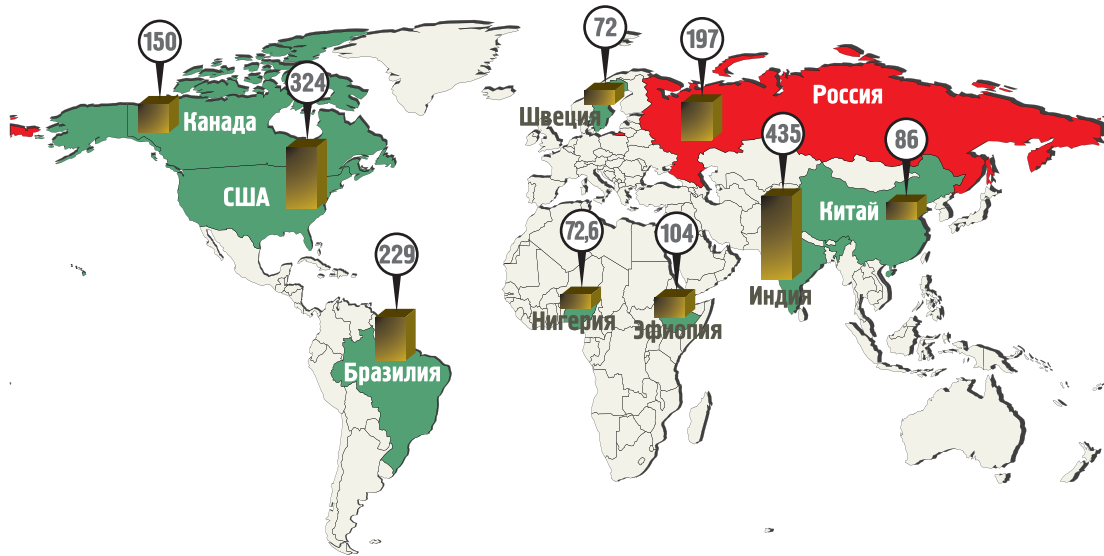 150
Канада
324
США
229
Бразилия
72
Швеция
197
Россия
435
Индия
86
Китай
72,6
Нигерия
104
Эфиопия